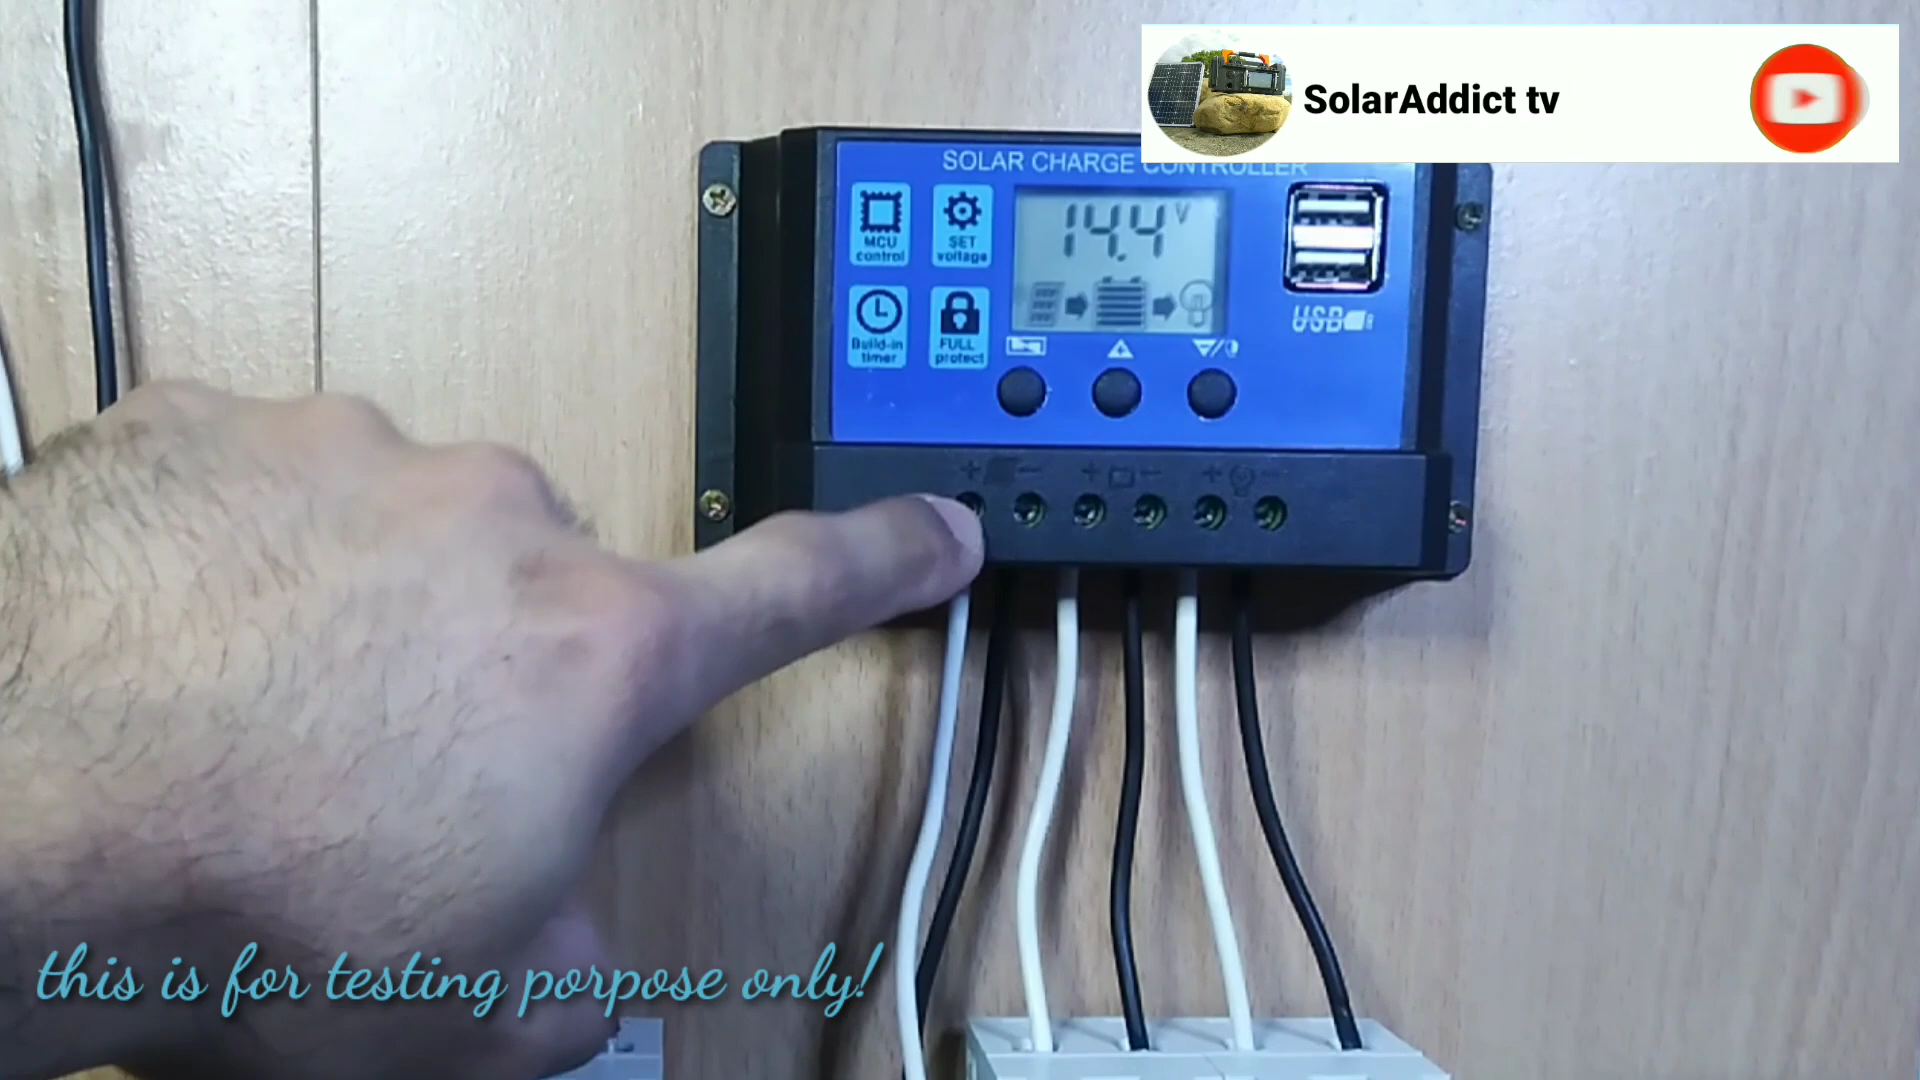 SolarAddict tv
SOLAR CHARGE CONTROLLER
MCU
control
SET
voltage
14.4 V
Build-in
timer
FULL
protect
USB
+ - + - + -
this is for testing porpose only!